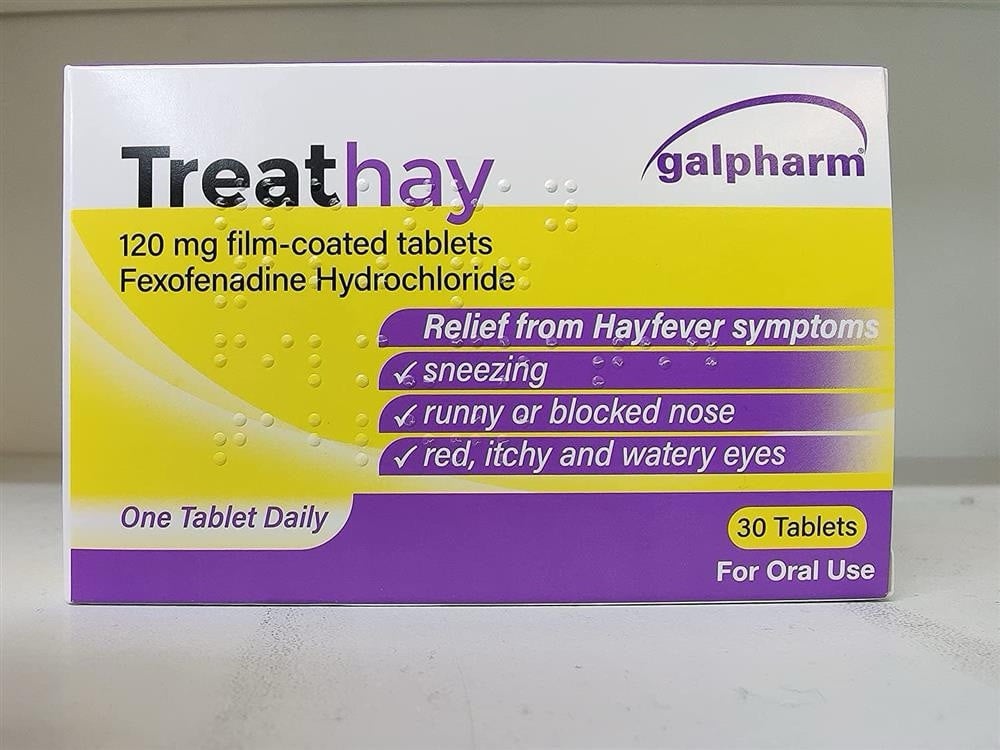 Treathay
galpharm®
120 mg film-coated tablets
Fexofenadine Hydrochloride
Relief from Hayfever symptoms
✓ sneezing
✓ runny or blocked nose
✓ red, itchy and watery eyes
One Tablet Daily
30 Tablets
For Oral Use